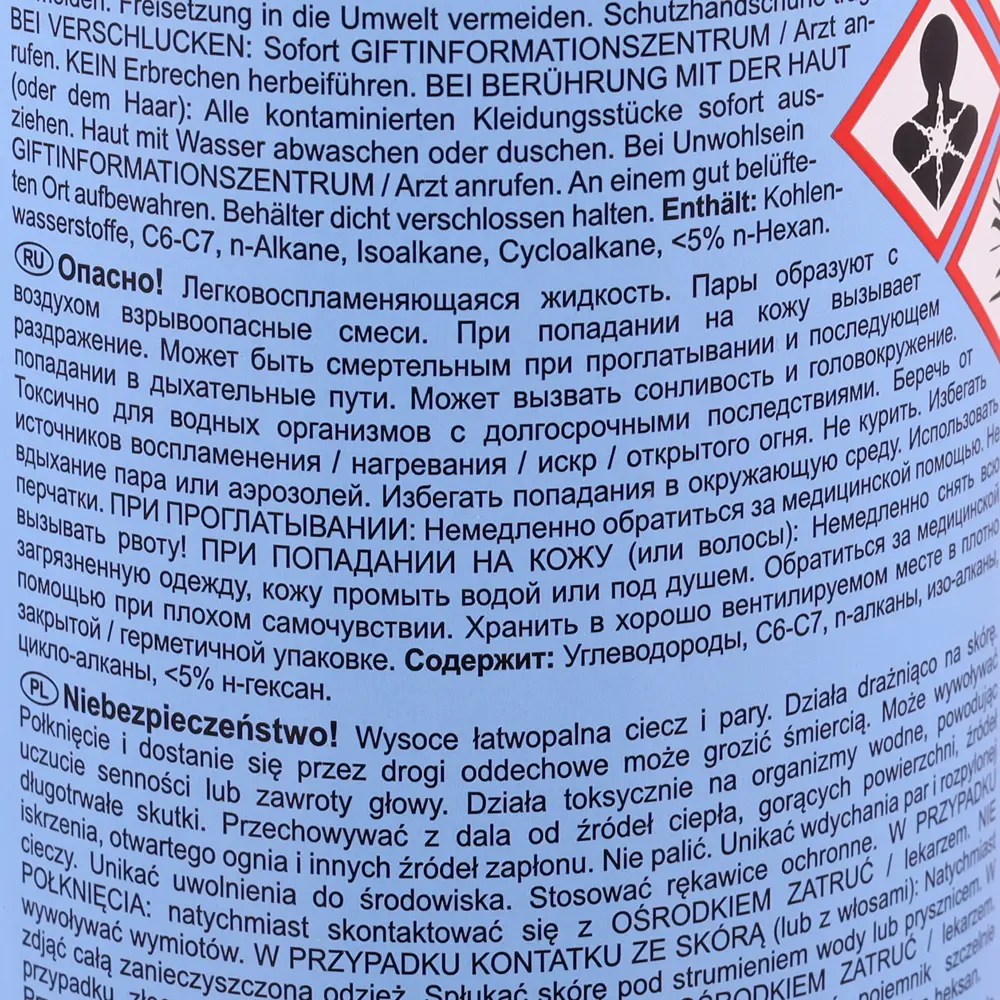 Freisetzung in die Umwelt vermeiden. Schutzhandschuhe
BEI VERSCHLUCKEN: Sofort GIFTINFORMATIONSZENTRUM / Arzt an-
rufen. KEIN Erbrechen herbeiführen. BEI BERÜHRUNG MIT DER HAUT
(oder dem Haar): Alle kontaminierten Kleidungsstücke sofort aus-
ziehen. Haut mit Wasser abwaschen oder duschen. Bei Unwohlsein
GIFTINFORMATIONSZENTRUM / Arzt anrufen. An einem gut belüfte-
ten Ort aufbewahren. Behälter dicht verschlossen halten. Enthält: Kohlen-
wasserstoffe, C6-C7, n-Alkane, Isoalkane, Cycloalkane, <5% n-Hexan.
RU Опасно! Легковоспламеняющаяся жидкость. Пары образуют с
воздухом взрывоопасные смеси. При попадании на кожу вызывает
раздражение. Может быть смертельным при проглатывании и последующем
попадании в дыхательные пути. Может вызвать сонливость и головокружение.
Токсично для водных организмов с долгосрочными последствиями. Беречь от
источников воспламенения / нагревания / искр / открытого огня. Не курить. Избегать
вдыхание пара или аэрозолей. Избегать попадания в окружающую среду. Использовать
перчатки. ПРИ ПРОГЛАТЫВАНИИ: Немедленно обратиться за медицинской помощью. Не
вызывать рвоту! ПРИ ПОПАДАНИИ НА КОЖУ (или волосы): Немедленно снять всю
загрязненную одежду, кожу промыть водой или под душем. Обратиться за медицинской
помощью при плохом самочувствии. Хранить в хорошо вентилируемом месте в плотно
закрытой / герметичной упаковке. Содержит: Углеводороды, C6-C7, n-алканы, изо-алканы,
цикло-алканы, <5% н-гексан.
PL Niebezpieczeństwo! Wysoce łatwopalna ciecz i pary. Działa drażniąco na skórę.
Połknięcie i dostanie się przez drogi oddechowe może grozić śmiercią. Może wywoływać
uczucie senności lub zawroty głowy. Działa toksycznie na organizmy wodne, powodując
długotrwałe skutki. Przechowywać z dala od źródeł ciepła, gorących powierzchni, źródeł
iskrzenia, otwartego ognia i innych źródeł zapłonu. Nie palić. Unikać wdychania par i rozpylonej
cieczy. Unikać uwolnienia do środowiska. Stosować rękawice ochronne. W PRZYPADKU
POŁKNIĘCIA: natychmiast skontaktować się z OŚRODKIEM ZATRUĆ / lekarzem. NIE
wywoływać wymiotów. W PRZYPADKU KONTAKTU ZE SKÓRĄ (lub z włosami): Natychmiast
zdjąć całą zanieczyszczoną odzież. Spłukać skórę pod strumieniem wody lub prysznicem. W
przypadku OŚRODKIEM ZATRUĆ / lekarzem.
pojemnik szczelnie
heksan.